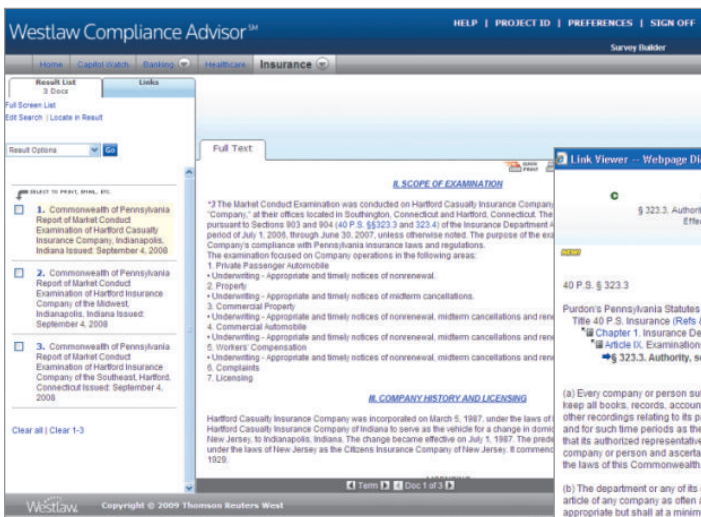 Westlaw Compliance Advisor SM
HELP | PROJECT ID | PREFERENCES | SIGN OFF
Survey Builder
Home Capitol Watch Banking Healthcare Insurance
Result List
3 Docs
Links
Full Screen List
Edit Search | Locate in Result
Result Options Go
SELECT TO PRINT, EMAIL, ETC.
1. Commonwealth of Pennsylvania
Report of Market Conduct
Examination of Hartford Casualty
Insurance Company, Indianapolis,
Indiana Issued: September 4, 2008
2. Commonwealth of Pennsylvania
Report of Market Conduct
Examination of Hartford Insurance
Company of the Midwest,
Indianapolis, Indiana Issued:
September 4, 2008
3. Commonwealth of Pennsylvania
Report of Market Conduct
Examination of Hartford Insurance
Company of the Southeast, Hartford,
Connecticut Issued: September 4,
2008
Clear all | Clear 1-3
Full Text
QUICK PRINT
II. SCOPE OF EXAMINATION
*3 The Market Conduct Examination was conducted on Hartford Casualty Insurance Company
"Company," at their offices located in Southington, Connecticut and Hartford, Connecticut. The
pursuant to Sections 903 and 904 (40 P.S. §§323.3 and 323.4) of the Insurance Department A
period of July 1, 2006, through June 30, 2007, unless otherwise noted. The purpose of the exa
Company's compliance with Pennsylvania insurance laws and regulations.
The examination focused on Company operations in the following areas:
1. Private Passenger Automobile
• Underwriting - Appropriate and timely notices of nonrenewal.
2. Property
• Underwriting - Appropriate and timely notices of midterm cancellations.
3. Commercial Property
• Underwriting - Appropriate and timely notices of nonrenewal, midterm cancellations and rene
4. Commercial Automobile
• Underwriting - Appropriate and timely notices of nonrenewal, midterm cancellations and rene
5. Workers' Compensation
• Underwriting - Appropriate and timely notices of nonrenewal, midterm cancellations and rene
6. Complaints
7. Licensing
III. COMPANY HISTORY AND LICENSING
Hartford Casualty Insurance Company was incorporated on March 5, 1987, under the laws of I
Hartford Casualty Insurance Company of Indiana to serve as the vehicle for a change in domic
New Jersey, to Indianapolis, Indiana. The change became effective on July 1, 1987. The prede
under the laws of New Jersey as the Citizens Insurance Company of New Jersey. It commenc
1929.
Term Doc 1 of 3
Link Viewer -- Webpage Dia
C
§ 323.3. Authorit
Effe
NEW!
40 P.S. § 323.3
Purdon's Pennsylvania Statutes
Title 40 P.S. Insurance (Refs &
Chapter 1. Insurance De
Article IX. Examination
§ 323.3. Authority, s
(a) Every company or person su
keep all books, records, accoun
other recordings relating to its p
and for such time periods as the
that its authorized representative
company or person and ascerta
the laws of this Commonwealth
(b) The department or any of its
article of any company as often a
appropriate but shall at a minim
Westlaw. Copyright © 2009 Thomson Reuters West